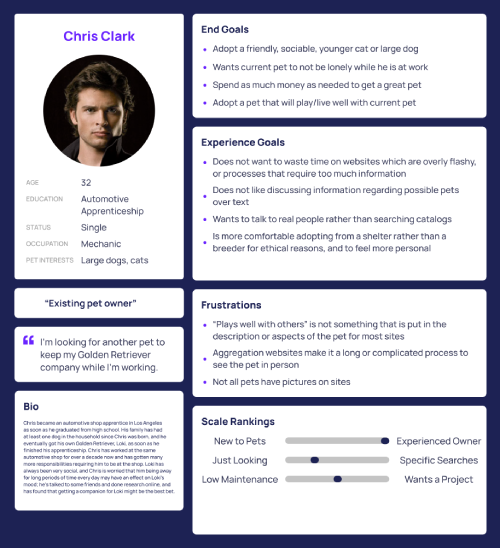 Chris Clark
AGE 32
EDUCATION Automotive
Apprenticeship
STATUS Single
OCCUPATION Mechanic
PET INTERESTS Large dogs, cats
“Existing pet owner”
“ I'm looking for another pet to
keep my Golden Retriever
company while I'm working.
Bio
Chris became an automotive shop apprentice in Los Angeles
as soon as he graduated from high school. His family has had
at least one dog in the household since Chris was born, and he
eventually got his own Golden Retriever, Loki, as soon as he
finished his apprenticeship. Chris has worked at the same
automotive shop for over a decade now and has gotten many
more responsibilities requiring him to be at the shop. Loki has
always been very social, and Chris is worried that him being away
for long periods of time every day may have an effect on Loki's
mood; he's talked to some friends and done research online, and
has found that getting a companion for Loki might be the best bet.
End Goals
• Adopt a friendly, sociable, younger cat or large dog
• Wants current pet to not be lonely while he is at work
• Spend as much money as needed to get a great pet
• Adopt a pet that will play/live well with current pet
Experience Goals
• Does not want to waste time on websites which are overly flashy,
or processes that require too much information
• Does not like discussing information regarding possible pets
over text
• Wants to talk to real people rather than searching catalogs
• Is more comfortable adopting from a shelter rather than a
breeder for ethical reasons, and to feel more personal
Frustrations
• “Plays well with others” is not something that is put in the
description or aspects of the pet for most sites
• Aggregation websites make it a long or complicated process to
see the pet in person
• Not all pets have pictures on sites
Scale Rankings
New to Pets Experienced Owner
Just Looking Specific Searches
Low Maintenance Wants a Project